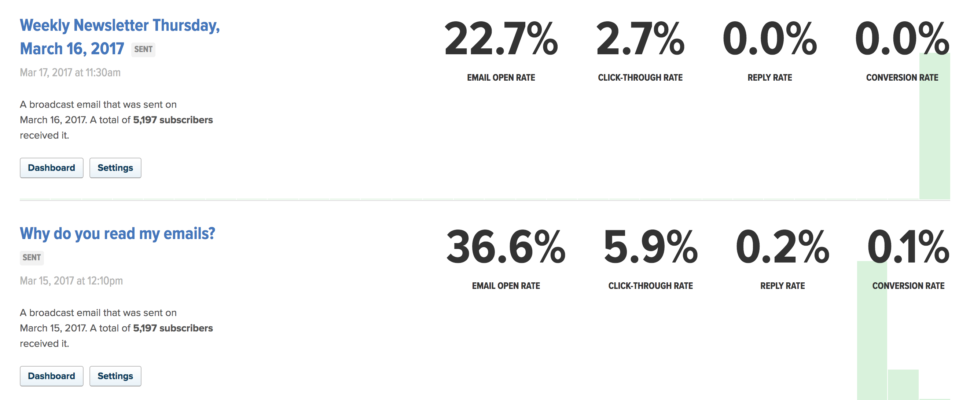 Weekly Newsletter Thursday,
March 16, 2017 SENT
Mar 17, 2017 at 11:30am
A broadcast email that was sent on
March 16, 2017. A total of 5,197 subscribers
received it.
Dashboard Settings
22.7% 2.7% 0.0% 0.0%
EMAIL OPEN RATE CLICK-THROUGH RATE REPLY RATE CONVERSION RATE
Why do you read my emails?
SENT
Mar 15, 2017 at 12:10pm
A broadcast email that was sent on
March 15, 2017. A total of 5,197 subscribers
received it.
Dashboard Settings
36.6% 5.9% 0.2% 0.1%
EMAIL OPEN RATE CLICK-THROUGH RATE REPLY RATE CONVERSION RATE